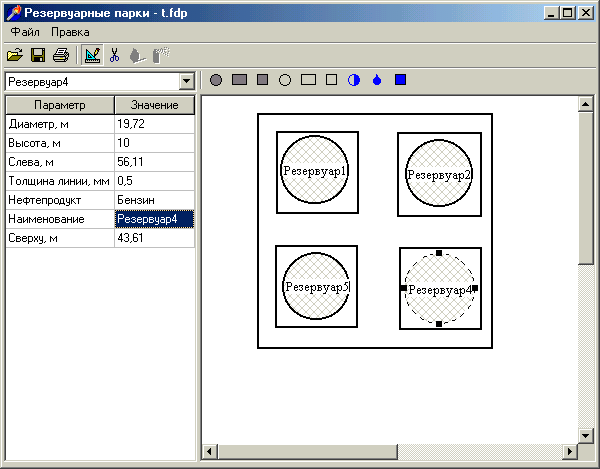 Резервуарные парки - t.fdp
Файл Правка
Резервуар4
Параметр Значение
Диаметр, м 19,72
Высота, м 10
Слева, м 56,11
Толщина линии, мм 0,5
Нефтепродукт Бензин
Наименование Резервуар4
Сверху, м 43,61
Резервуар1 Резервуар2
Резервуар5 Резервуар4